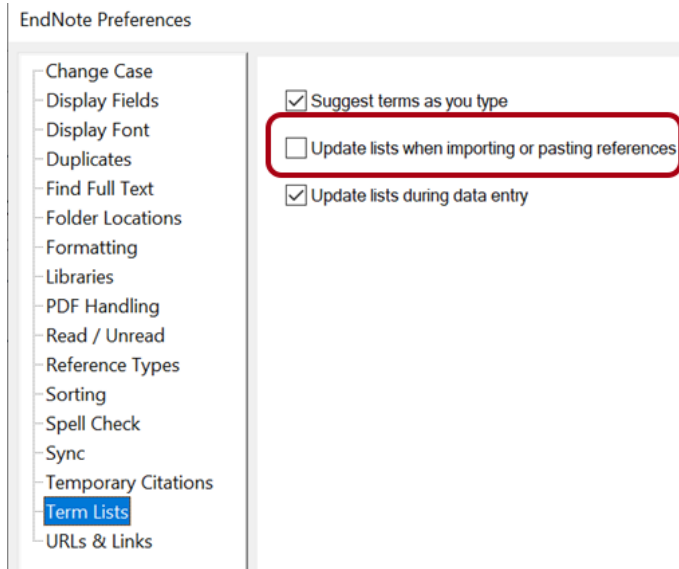 EndNote Preferences
Change Case
Display Fields
Display Font
Duplicates
Find Full Text
Folder Locations
Formatting
Libraries
PDF Handling
Read / Unread
Reference Types
Sorting
Spell Check
Sync
Temporary Citations
Term Lists
URLs & Links
Suggest terms as you type
Update lists when importing or pasting references
Update lists during data entry